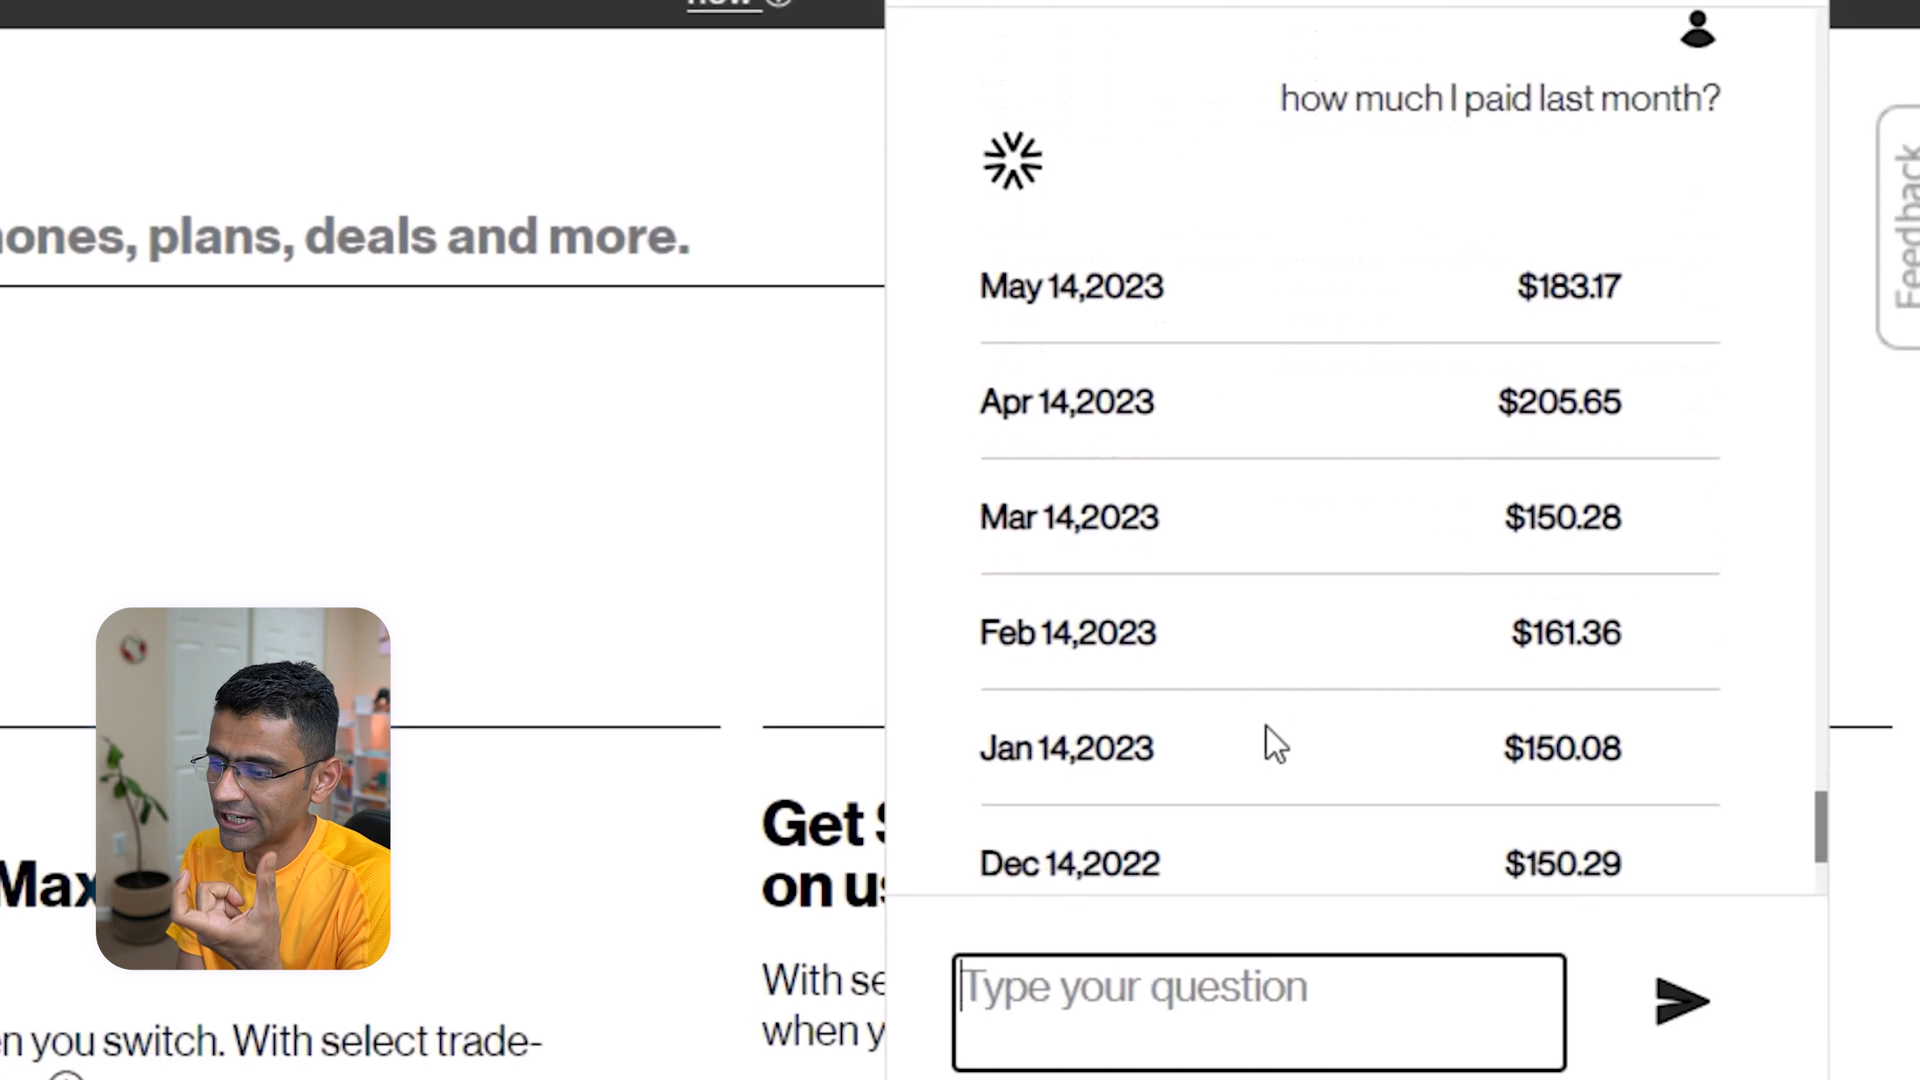 ones, plans, deals and more.
how much I paid last month?
May 14,2023 $183.17
Apr 14,2023 $205.65
Mar 14,2023 $150.28
Feb 14,2023 $161.36
Jan 14,2023 $150.08
Dec 14,2022 $150.29
Type your question
Feedback
Max
n you switch. With select trade-
Get
on us
With se
when y